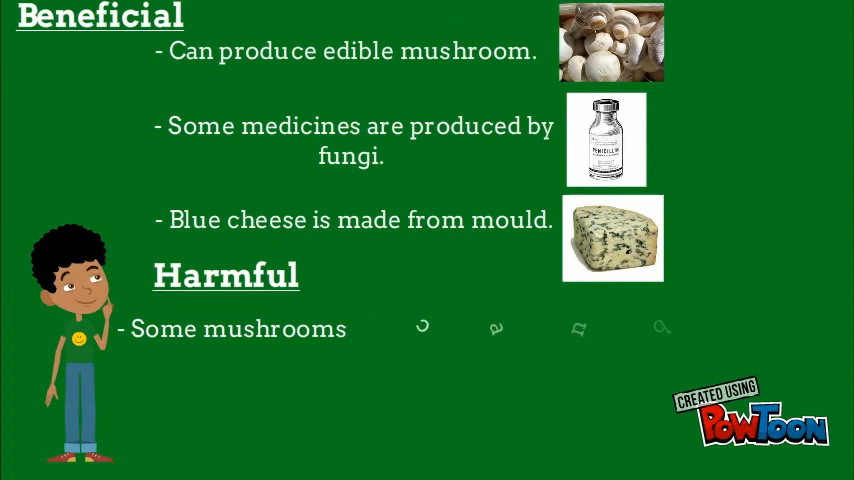 Beneficial
- Can produce edible mushroom.
- Some medicines are produced by
fungi.
PENICILLIN
- Blue cheese is made from mould.
Harmful
- Some mushrooms c a n b
CREATED USING
POWTOON